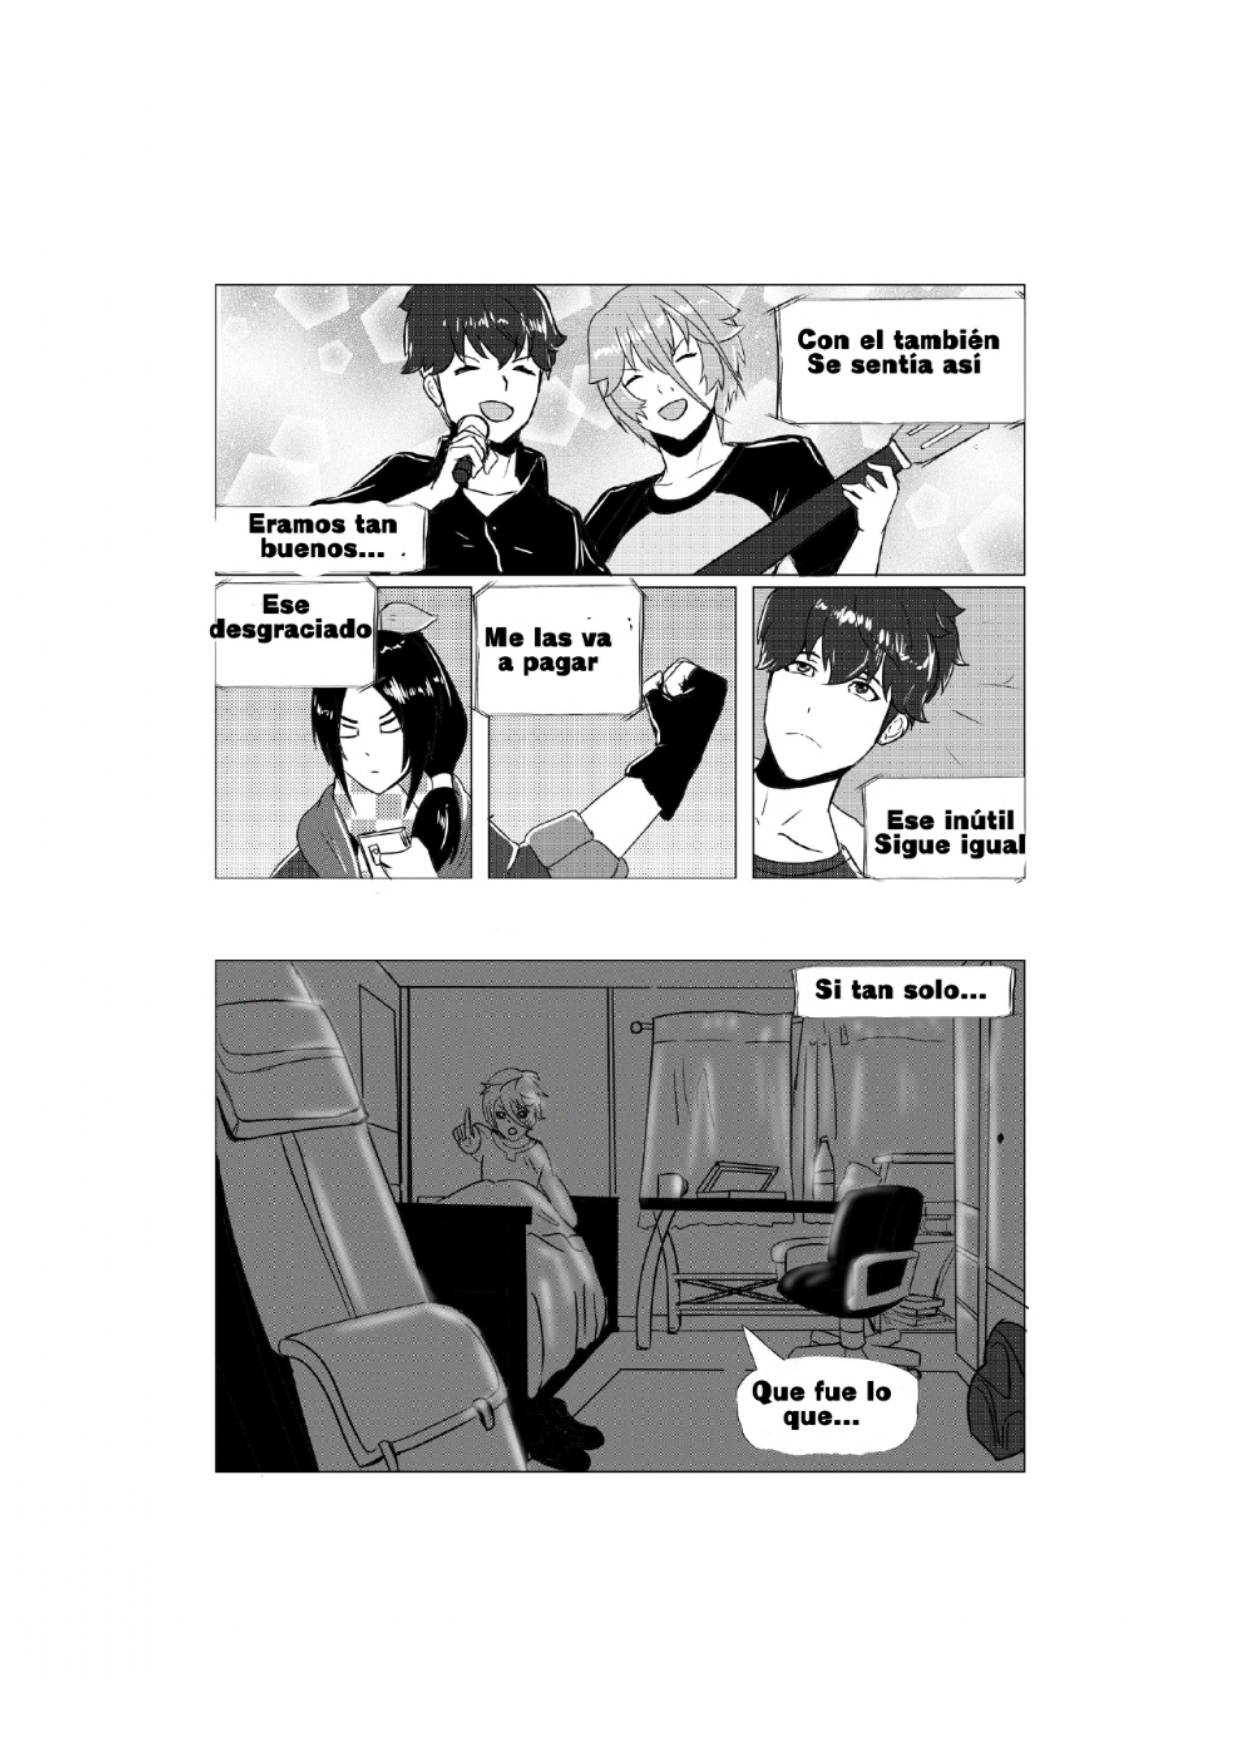 Con el también
Se sentía así
Eramos tan
buenos...
Ese
desgraciado
Me las va
a pagar
Ese inútil
Sigue igual
Si tan solo...
Que fue lo
que...